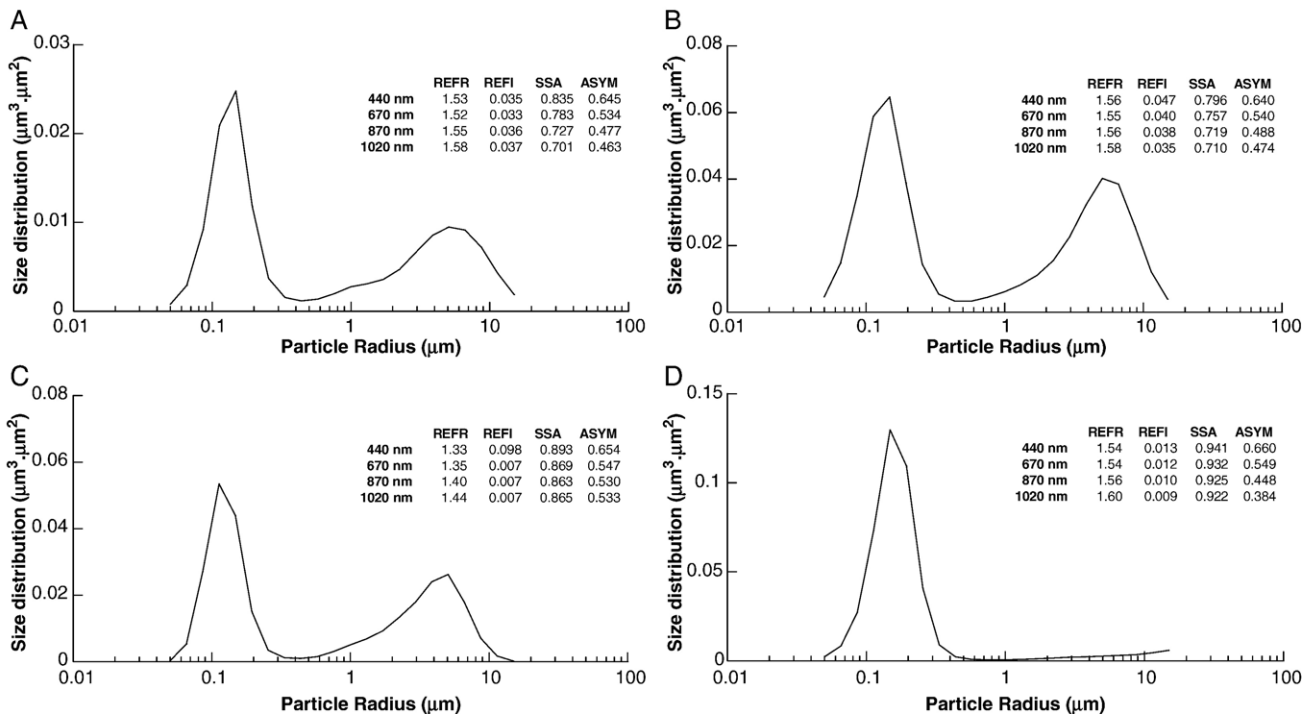 A
0.03
0.02
0.01
0
Size distribution (μm³.μm²)
REFR REFI SSA ASYM
440 nm 1.53 0.035 0.835 0.645
670 nm 1.52 0.033 0.783 0.534
870 nm 1.55 0.036 0.727 0.477
1020 nm 1.58 0.037 0.701 0.463
0.01 0.1 1 10 100
Particle Radius (μm)
B
0.08
0.06
0.04
0.02
0
Size distribution (μm³.μm²)
REFR REFI SSA ASYM
440 nm 1.56 0.047 0.796 0.640
670 nm 1.55 0.040 0.757 0.540
870 nm 1.56 0.038 0.719 0.488
1020 nm 1.58 0.035 0.710 0.474
0.01 0.1 1 10 100
Particle Radius (μm)
C
0.08
0.06
0.04
0.02
0
Size distribution (μm³.μm²)
REFR REFI SSA ASYM
440 nm 1.33 0.098 0.893 0.654
670 nm 1.35 0.007 0.869 0.547
870 nm 1.40 0.007 0.863 0.530
1020 nm 1.44 0.007 0.865 0.533
0.01 0.1 1 10 100
Particle Radius (μm)
D
0.15
0.1
0.05
0
Size distribution (μm³.μm²)
REFR REFI SSA ASYM
440 nm 1.54 0.013 0.941 0.660
670 nm 1.54 0.012 0.932 0.549
870 nm 1.56 0.010 0.925 0.448
1020 nm 1.60 0.009 0.922 0.384
0.01 0.1 1 10 100
Particle Radius (μm)